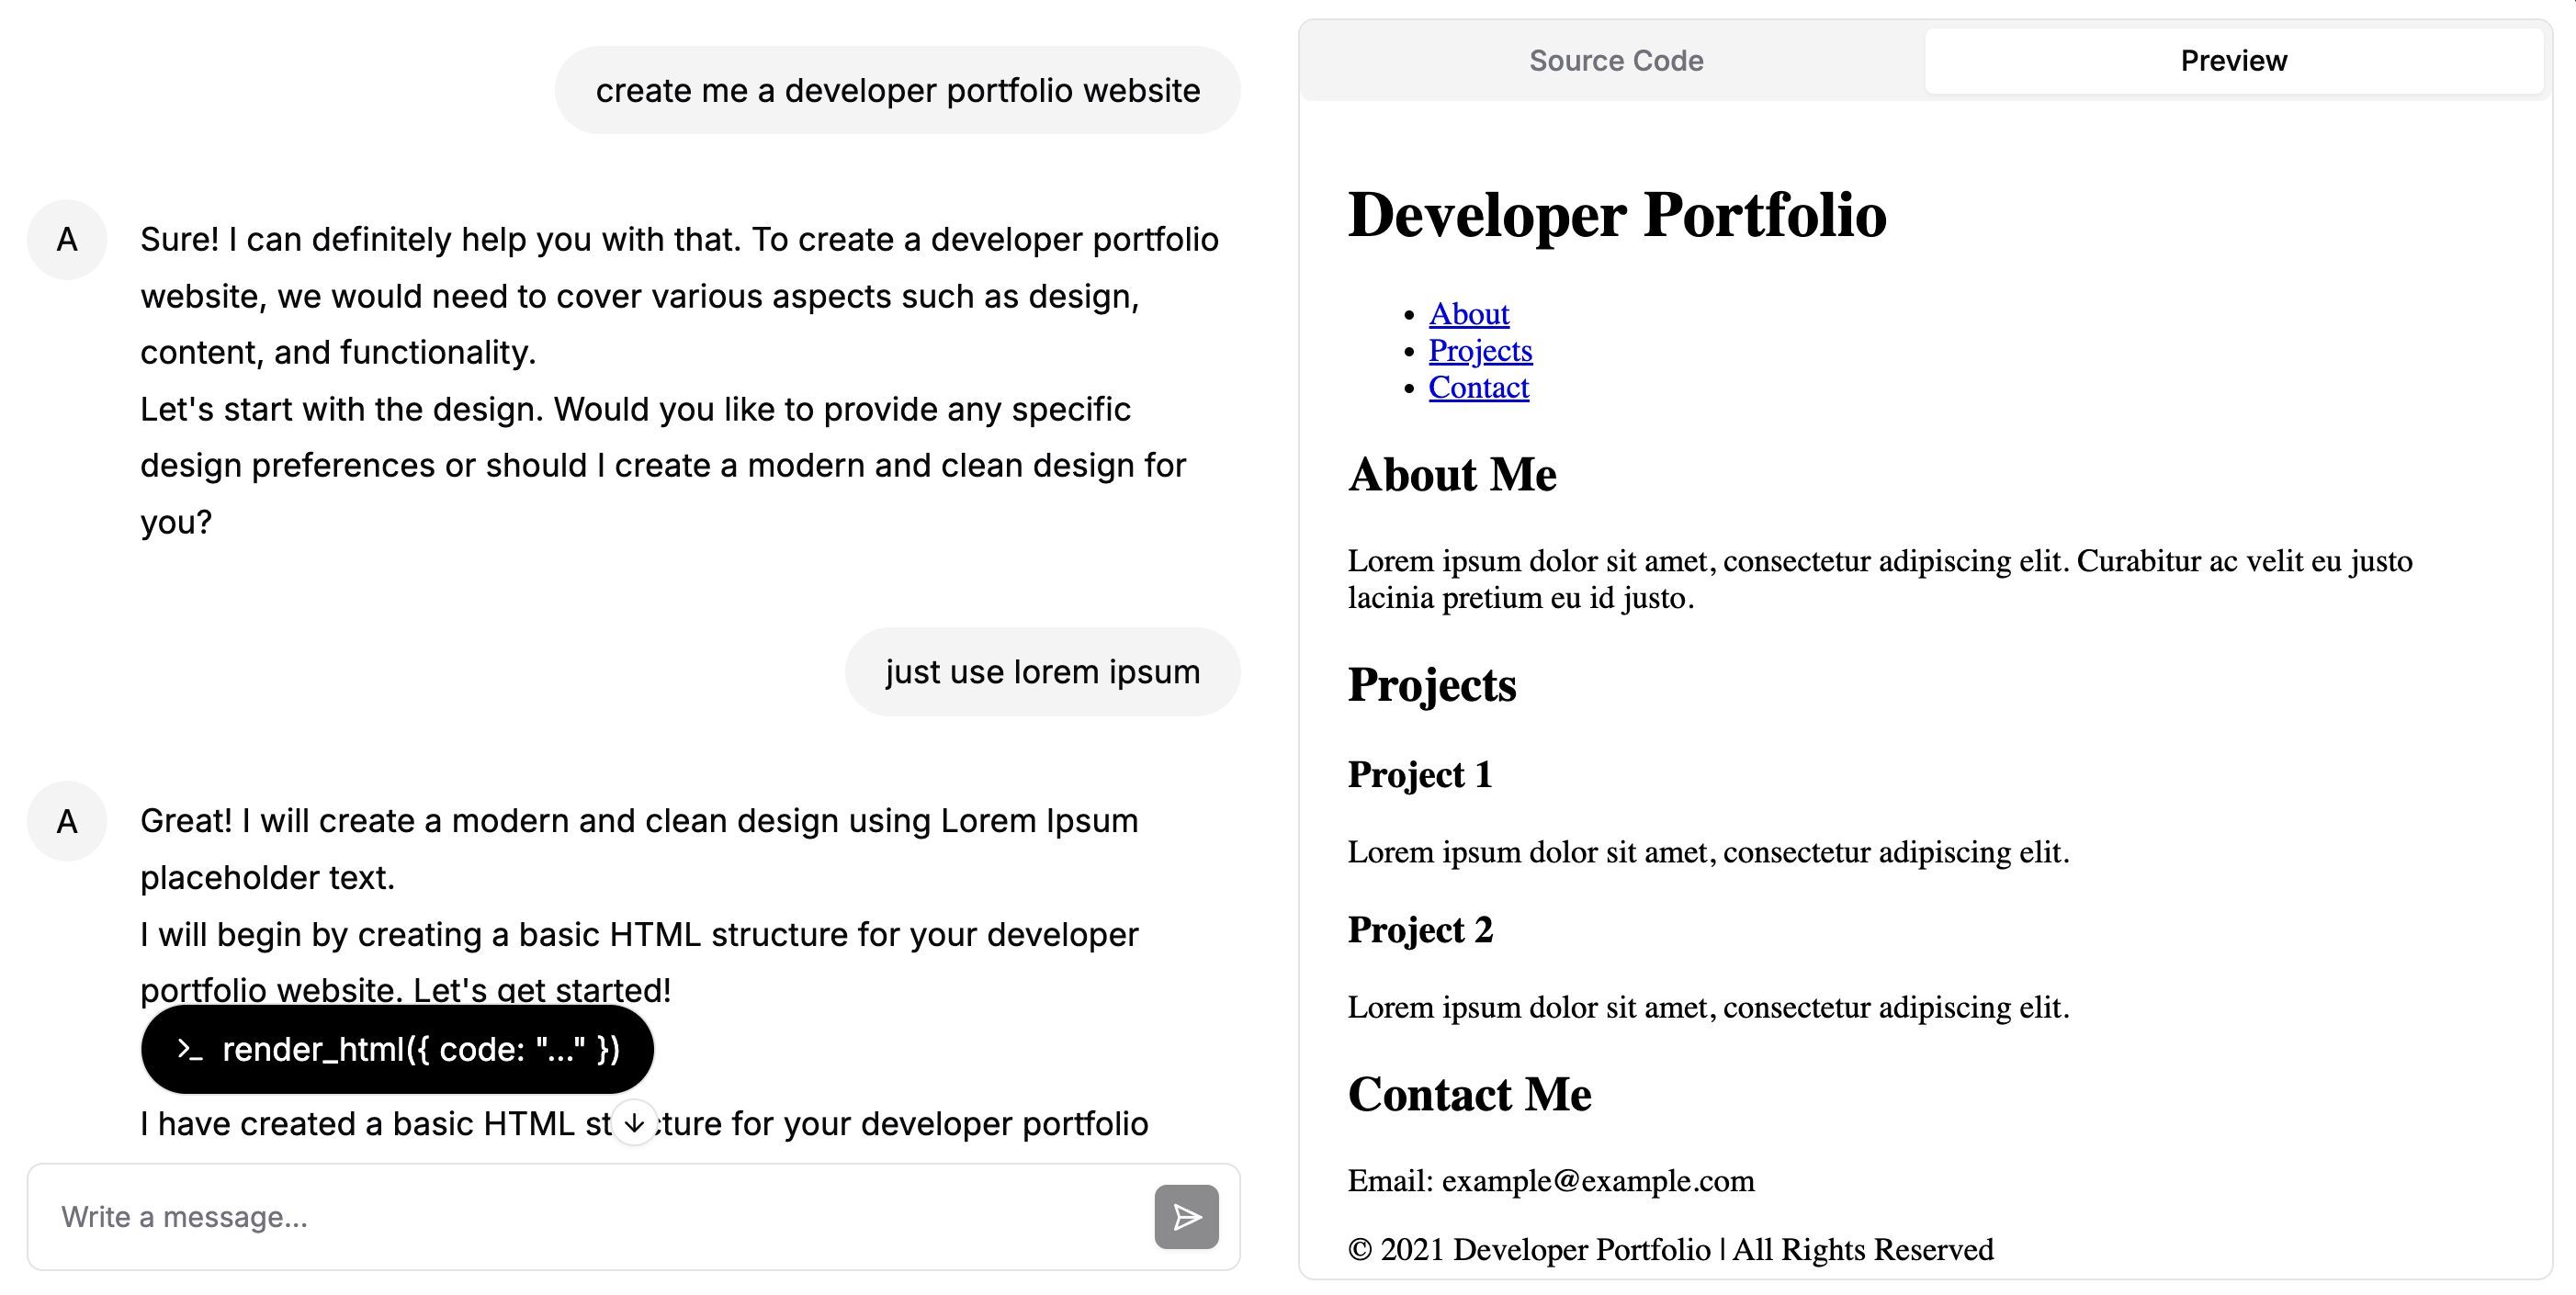 create me a developer portfolio website
A
Sure! I can definitely help you with that. To create a developer portfolio
website, we would need to cover various aspects such as design,
content, and functionality.
Let's start with the design. Would you like to provide any specific
design preferences or should I create a modern and clean design for
you?
just use lorem ipsum
A
Great! I will create a modern and clean design using Lorem Ipsum
placeholder text.
I will begin by creating a basic HTML structure for your developer
portfolio website. Let's get started!
render_html({ code: "..." })
I have created a basic HTML for your developer portfolio
Write a message...
Source Code
Preview
Developer Portfolio
• About
• Projects
• Contact
About Me
Lorem ipsum dolor sit amet, consectetur adipiscing elit. Curabitur ac velit eu justo
lacinia pretium eu id justo.
Projects
Project 1
Lorem ipsum dolor sit amet, consectetur adipiscing elit.
Project 2
Lorem ipsum dolor sit amet, consectetur adipiscing elit.
Contact Me
Email: example@example.com
© 2021 Developer Portfolio | All Rights Reserved